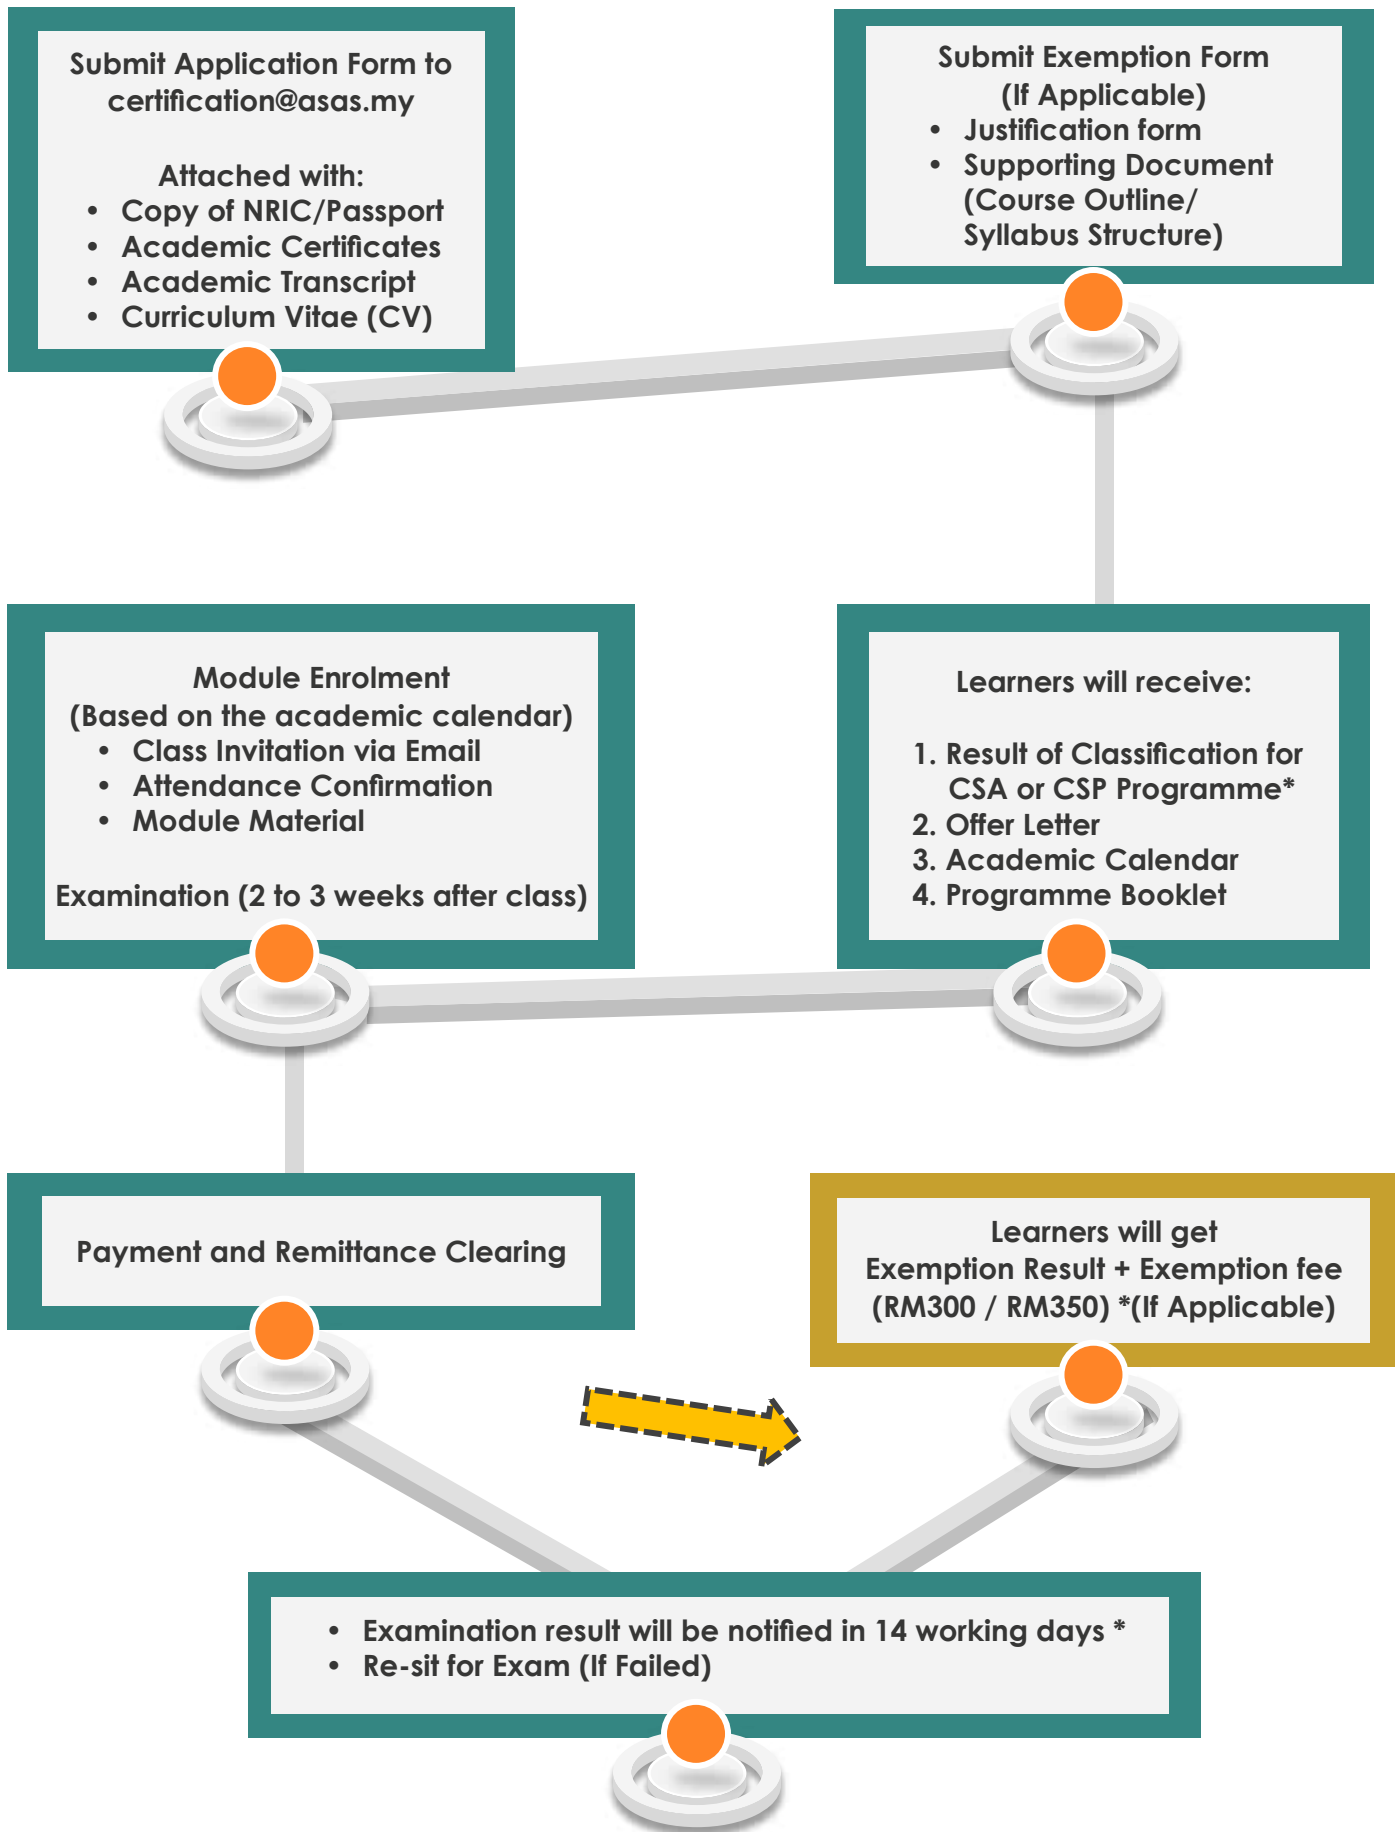 Submit Application Form to
certification@asas.my
Attached with:
• Copy of NRIC/Passport
• Academic Certificates
• Academic Transcript
• Curriculum Vitae (CV)
Submit Exemption Form
(If Applicable)
• Justification form
• Supporting Document
(Course Outline/
Syllabus Structure)
Learners will receive:
1. Result of Classification for
CSA or CSP Programme*
2. Offer Letter
3. Academic Calendar
4. Programme Booklet
Module Enrolment
(Based on the academic calendar)
• Class Invitation via Email
• Attendance Confirmation
• Module Material
Examination (2 to 3 weeks after class)
Payment and Remittance Clearing
Learners will get
Exemption Result + Exemption fee
(RM300 / RM350) *(If Applicable)
• Examination result will be notified in 14 working days *
• Re-sit for Exam (If Failed)